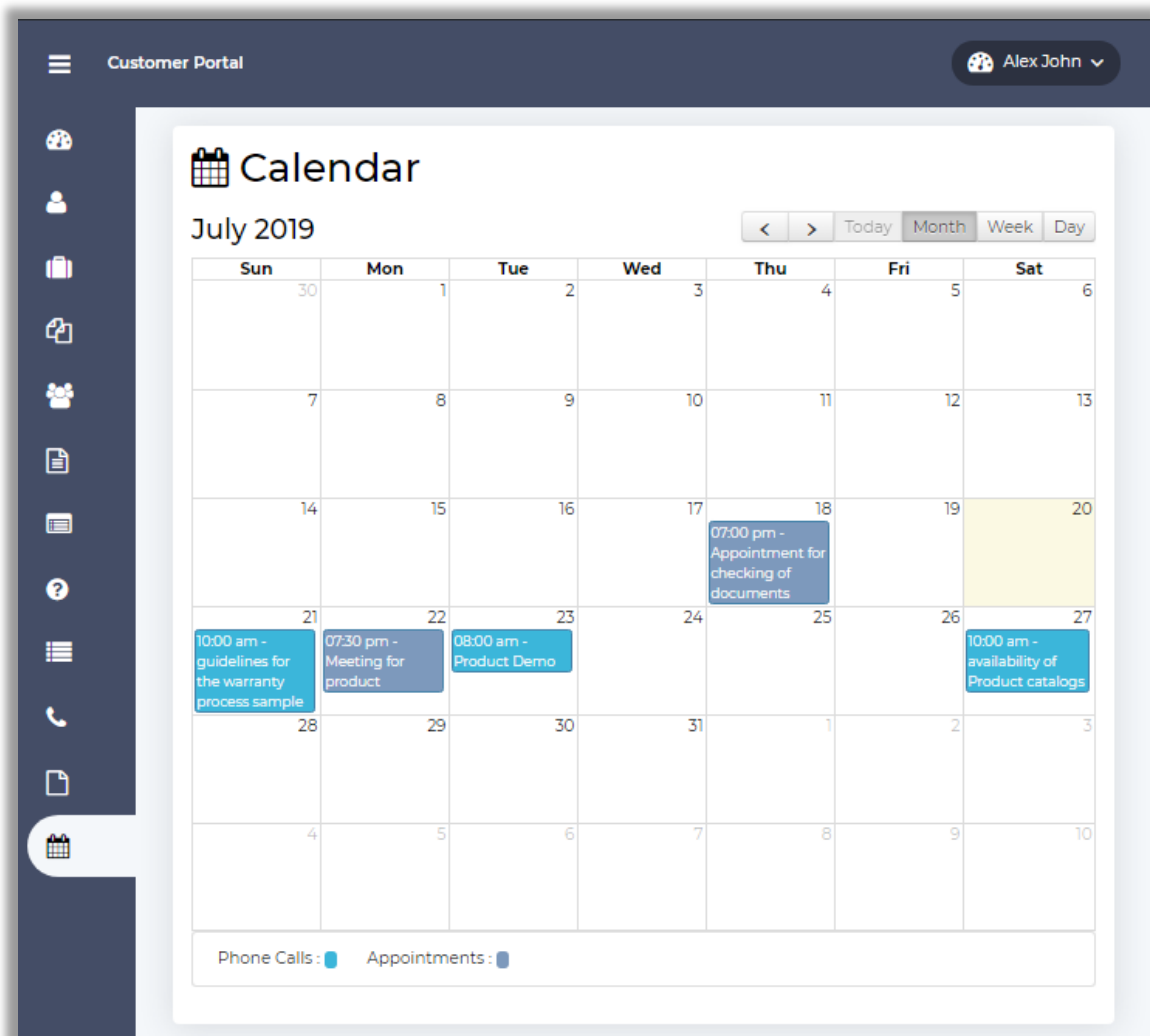 Customer Portal
Alex John
Calendar
July 2019
Today Month Week Day
Sun Mon Tue Wed Thu Fri Sat
30 1 2 3 4 5 6
7 8 9 10 11 12 13
14 15 16 17 18 19 20
07:00 pm -
Appointment for
checking of
documents
21 22 23 24 25 26 27
10:00 am -
guidelines for
the warranty
process sample
07:30 pm -
Meeting for
product
08:00 am -
Product Demo
10:00 am -
availability of
Product catalogs
28 29 30 31 1 2 3
4 5 6 7 8 9 10
Phone Calls : Appointments :